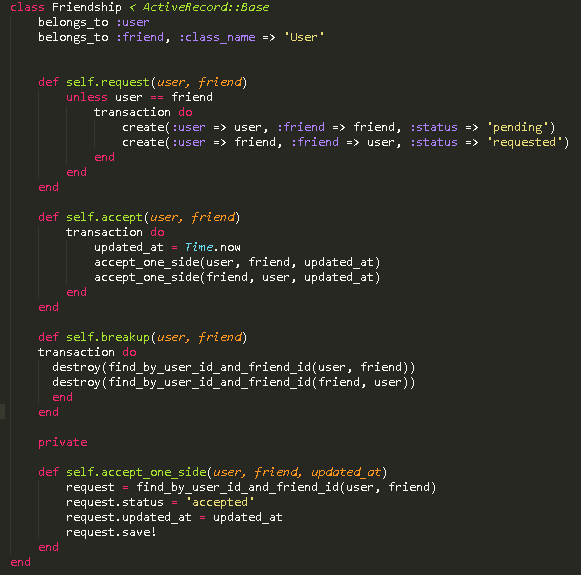 class Friendship < ActiveRecord::Base
    belongs_to :user
    belongs_to :friend, :class_name => 'User'

    def self.request(user, friend)
        unless user == friend
            transaction do
                create(:user => user, :friend => friend, :status => 'pending')
                create(:user => friend, :friend => user, :status => 'requested')
            end
        end
    end

    def self.accept(user, friend)
        transaction do
            updated_at = Time.now
            accept_one_side(user, friend, updated_at)
            accept_one_side(friend, user, updated_at)
        end
    end

    def self.breakup(user, friend)
    transaction do
      destroy(find_by_user_id_and_friend_id(user, friend))
      destroy(find_by_user_id_and_friend_id(friend, user))
      end
    end

    private

    def self.accept_one_side(user, friend, updated_at)
        request = find_by_user_id_and_friend_id(user, friend)
        request.status = 'accepted'
        request.updated_at = updated_at
        request.save!
    end
end